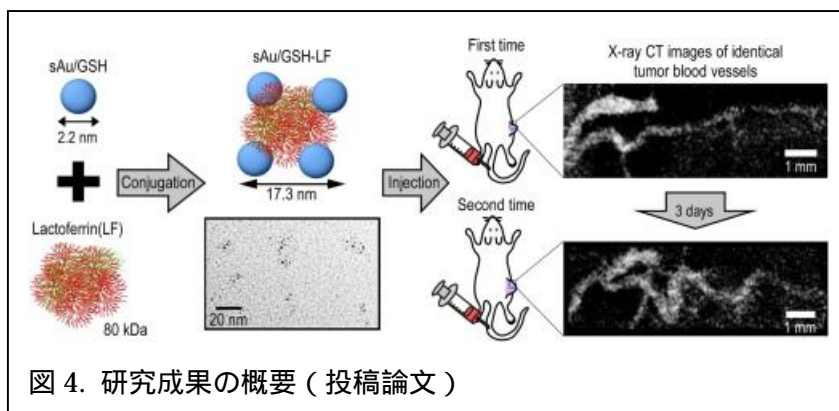 sAu/GSH
2.2 nm
Lactoferrin(LF)
80 kDa
Conjugation
sAu/GSH-LF
17.3 nm
20 nm
Injection
First time
Second time
X-ray CT images of identical
tumor blood vessels
1 mm
3 days
1 mm
図 4. 研究成果の概要 ( 投稿論文 )